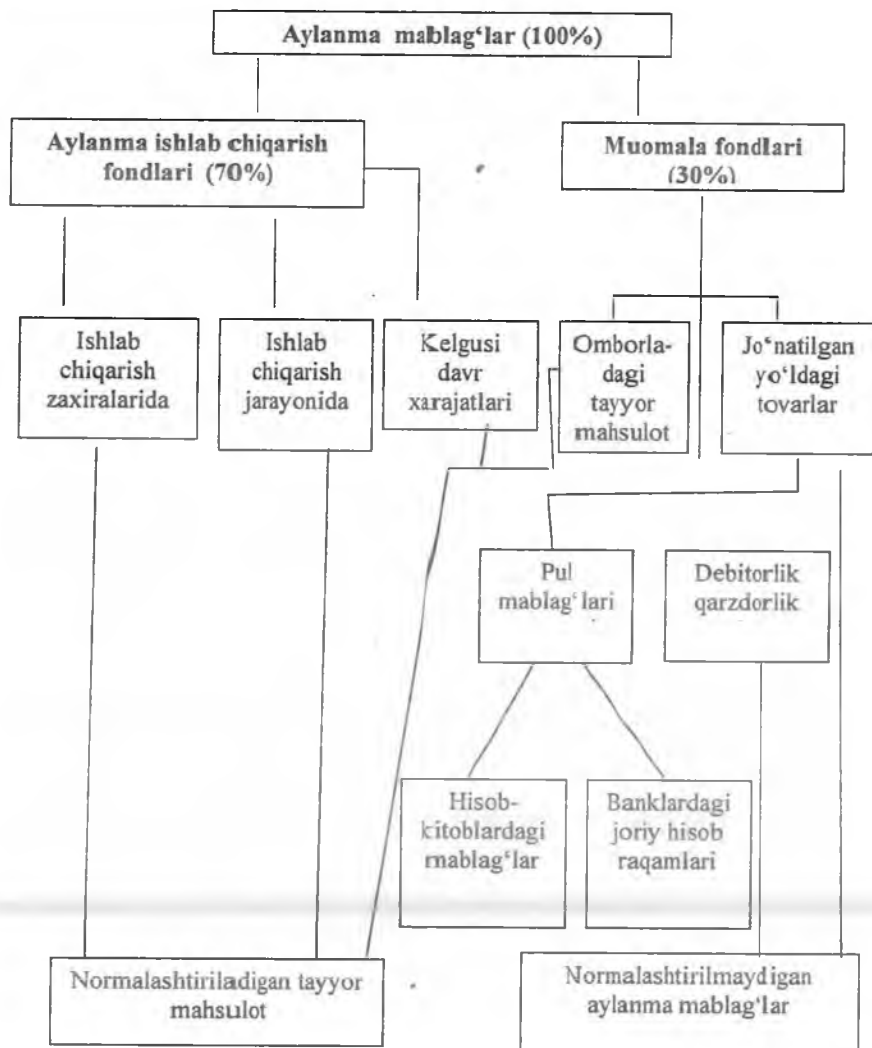 Aylanma mablag‘lar (100%)
Aylanma ishlab chiqarish
fondlari (70%)
Muomala fondlari
(30%)
Ishlab
chiqarish
zaxiralarida
Ishlab
chiqarish
jarayonida
Kelgusi
davr
xarajatlari
Omborla-
dagi
tayyor
mahsulot
Jo‘natilgan
yo‘ldagi
tovarlar
Pul
mablag‘lari
Debitorlik
qarzdorlik
Hisob-
kitoblardagi
mablag‘lar
Banklardagi
joriy hisob
raqamlari
Normalashtiriladigan tayyor
mahsulot
Normalashtirilmaydigan
aylanma mablag‘lar